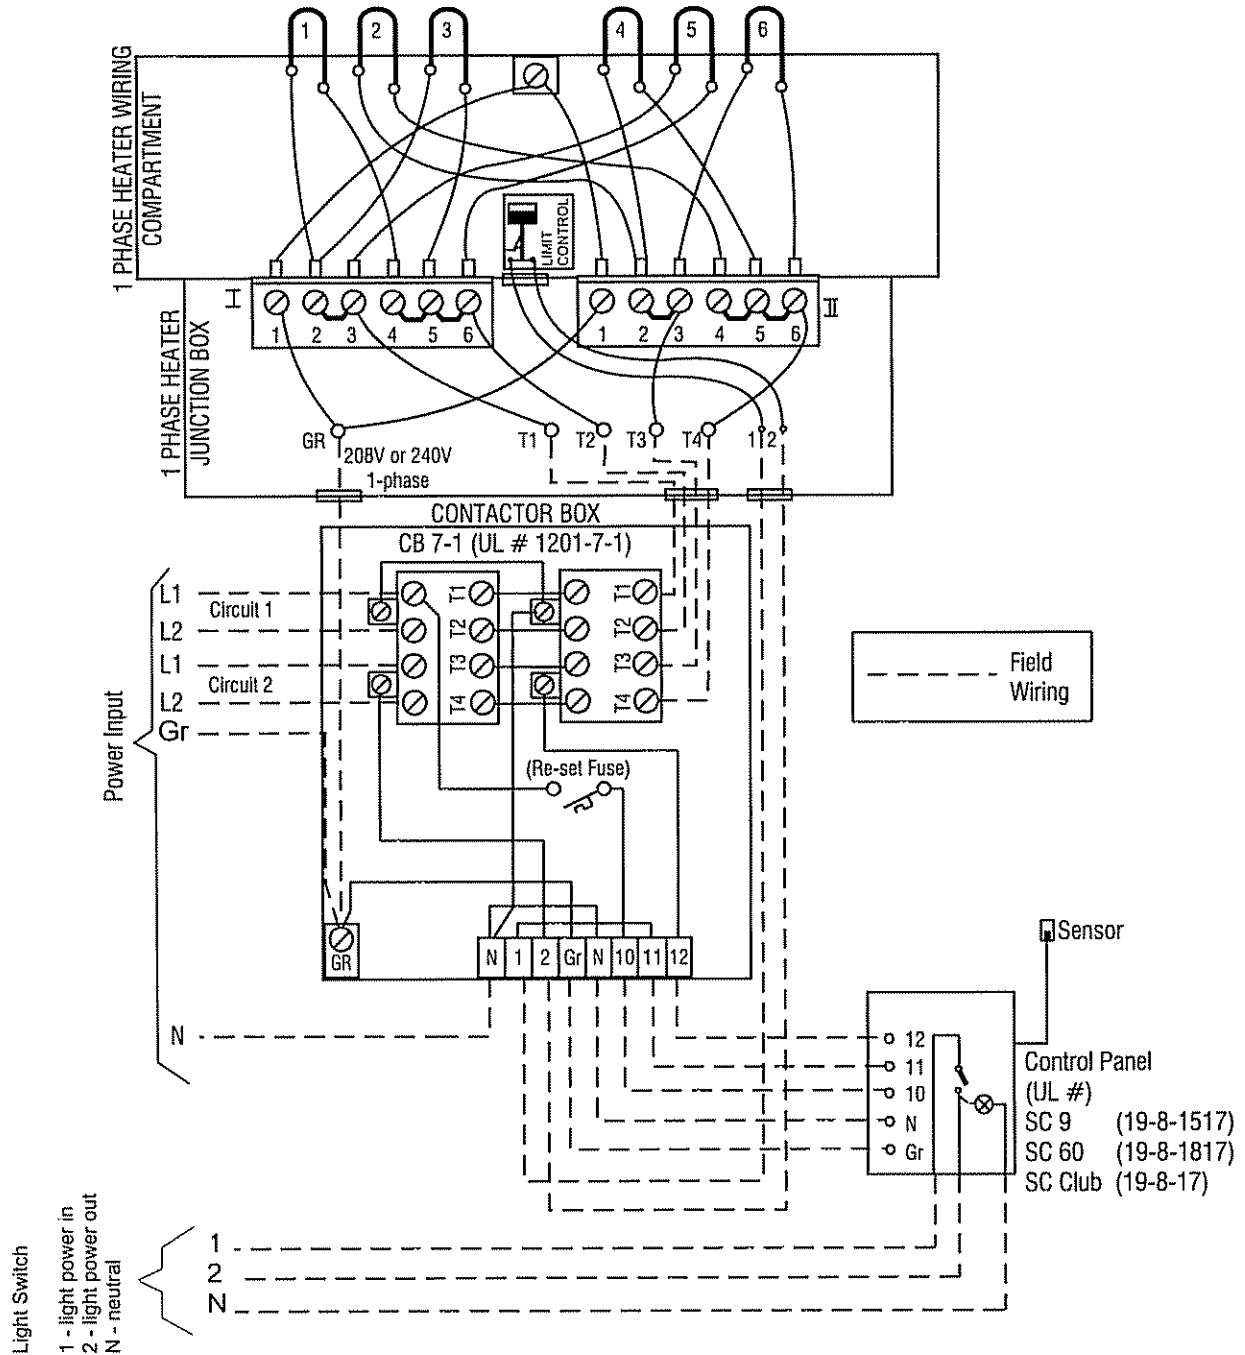 1 2 3 4 5 6
1 PHASE HEATER WIRING
COMPARTMENT
LIMIT
CONTROL
I
1 2 3 4 5 6
II
1 2 3 4 5 6
1 PHASE HEATER
JUNCTION BOX
GR T1 T2 T3 T4 1 2
208V or 240V
1-phase
CONTACTOR BOX
CB 7-1 (UL # 1201-7-1)
Power Input
L1
Circuit 1
L2
L1
Circuit 2
L2
Gr
T1
T2
T3
T4
T1
T2
T3
T4
Field
Wiring
(Re-set Fuse)
GR
N 1 2 Gr N 10 11 12
N
Sensor
12
11
10
N
Gr
Control Panel
(UL #)
SC 9 (19-8-1517)
SC 60 (19-8-1817)
SC Club (19-8-17)
Light Switch
1 - light power in
2 - light power out
N - neutral
1
2
N